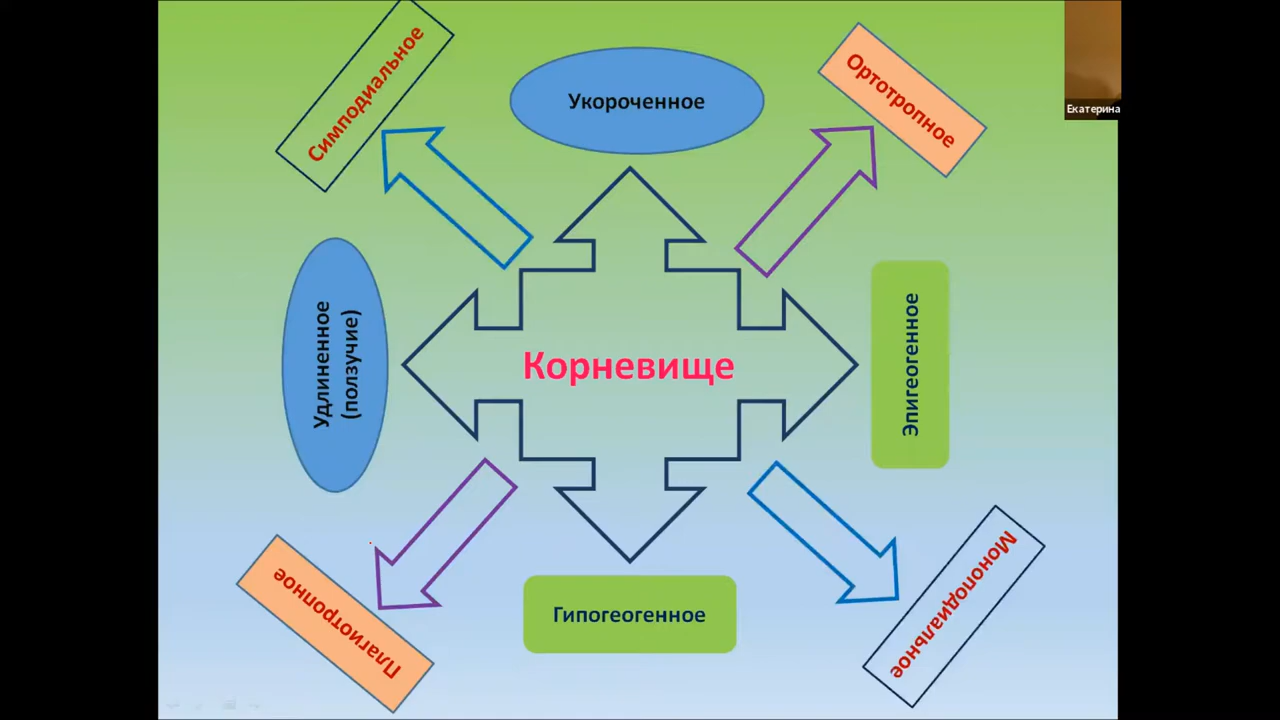 Симподиальное
Укороченное
Ортотропное
Екатерина
Удлиненное
(ползучие)
Корневище
Эпигеогенное
Плагиотропное
Гипогеогенное
Моноподиальное